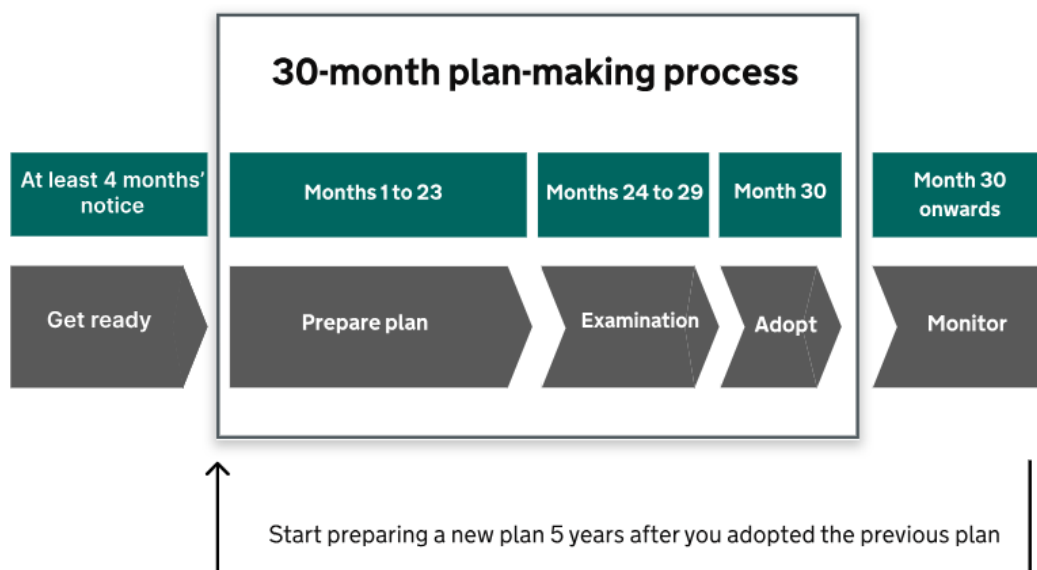 30-month plan-making process
At least 4 months’
notice
Months 1 to 23
Months 24 to 29
Month 30
Month 30
onwards
Get ready
Prepare plan
Examination
Adopt
Monitor
Start preparing a new plan 5 years after you adopted the previous plan